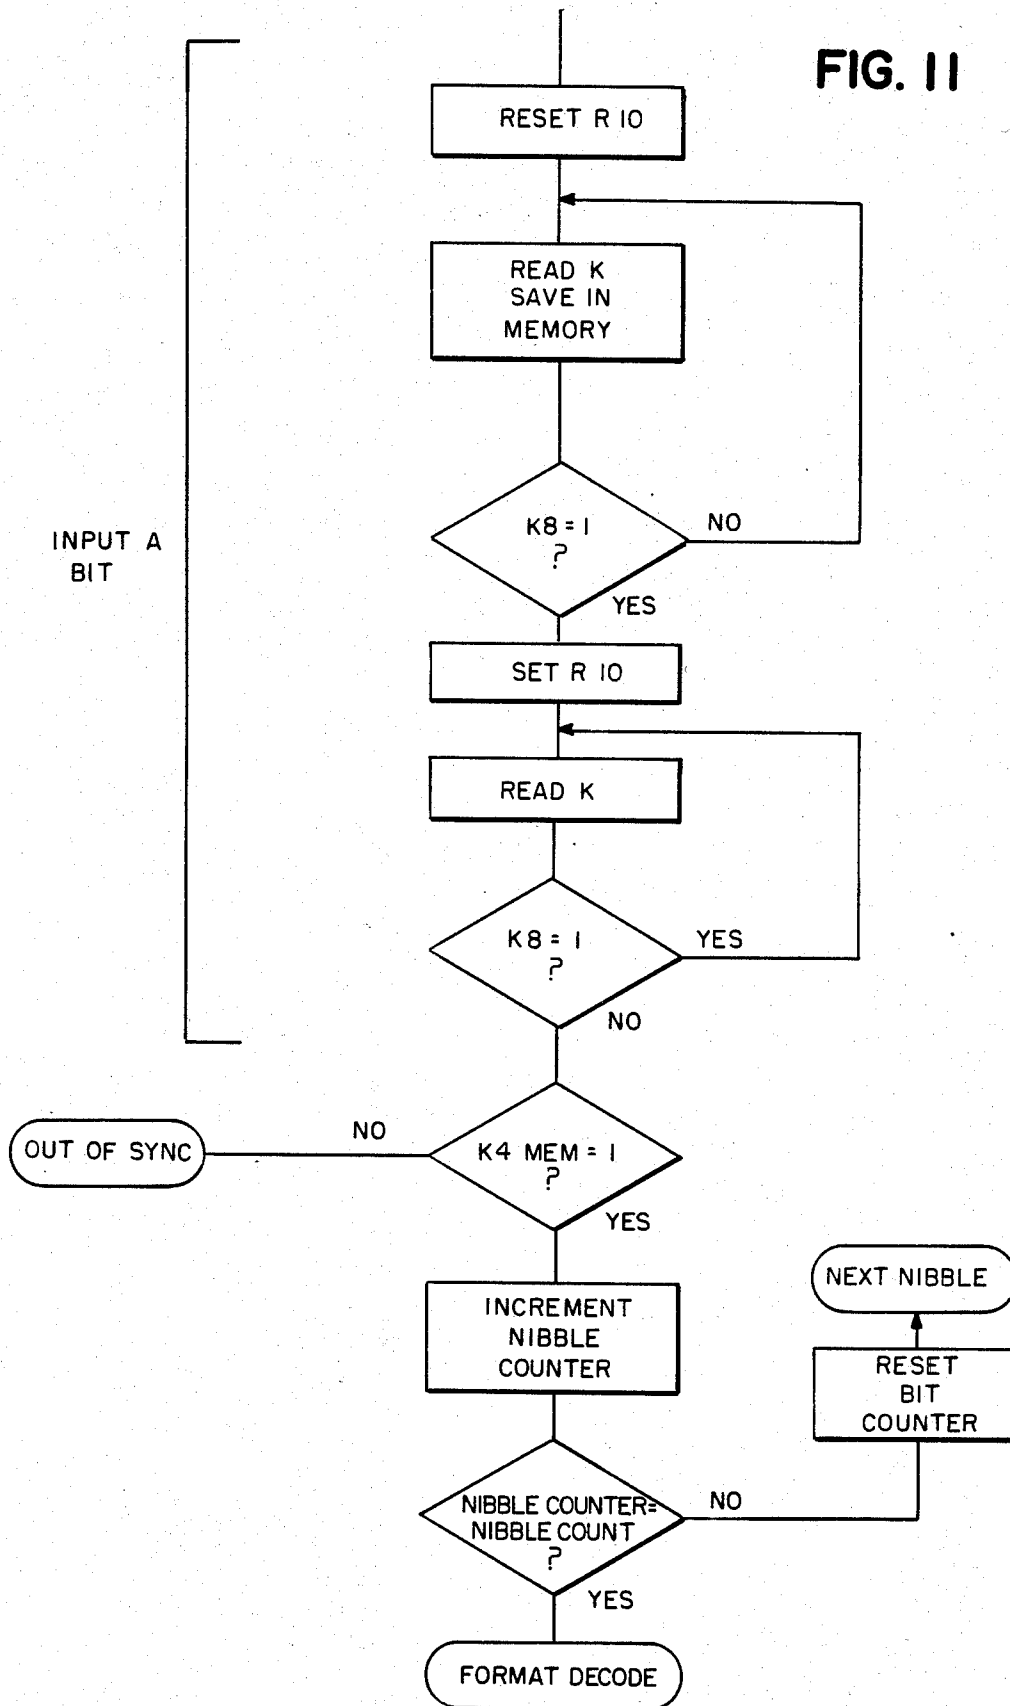 FIG. 11
RESET R 10
READ K
SAVE IN
MEMORY
K8 = 1
?
NO
YES
INPUT A
BIT
SET R 10
READ K
K8 = 1
?
YES
NO
K4 MEM = 1
?
NO
OUT OF SYNC
YES
INCREMENT
NIBBLE
COUNTER
NEXT NIBBLE
RESET
BIT
COUNTER
NIBBLE COUNTER=
NIBBLE COUNT
?
NO
YES
FORMAT DECODE